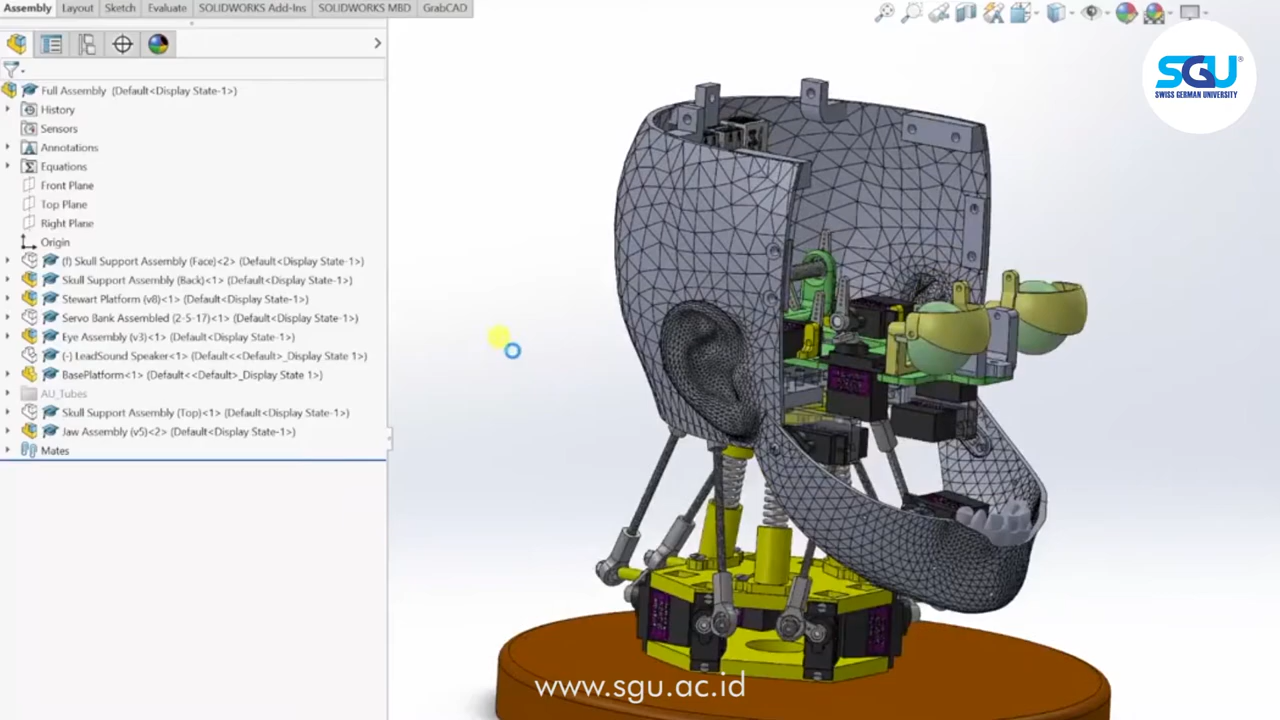 Assembly Layout Sketch Evaluate SOLIDWORKS Add-Ins SOLIDWORKS MBD GrabCAD
SGU®
SWISS GERMAN UNIVERSITY
Full Assembly (Default<Display State-1>)
History
Sensors
Annotations
Equations
Front Plane
Top Plane
Right Plane
Origin
(f) Skull Support Assembly (Face)<2> (Default<Display State-1>)
Skull Support Assembly (Back)<1> (Default<Display State-1>)
Stewart Platform (v8)<1> (Default<Display State-1>)
Servo Bank Assembled (2-5-17)<1> (Default<Display State-1>)
Eye Assembly (v3)<1> (Default<Display State-1>)
(-) LeadSound Speaker<1> (Default<<Default>_Display State 1>)
BasePlatform<1> (Default<<Default>_Display State 1>)
AU_Tubes
Skull Support Assembly (Top)<1> (Default<Display State-1>)
Jaw Assembly (v5)<2> (Default<Display State-1>)
Mates
www.sgu.ac.id